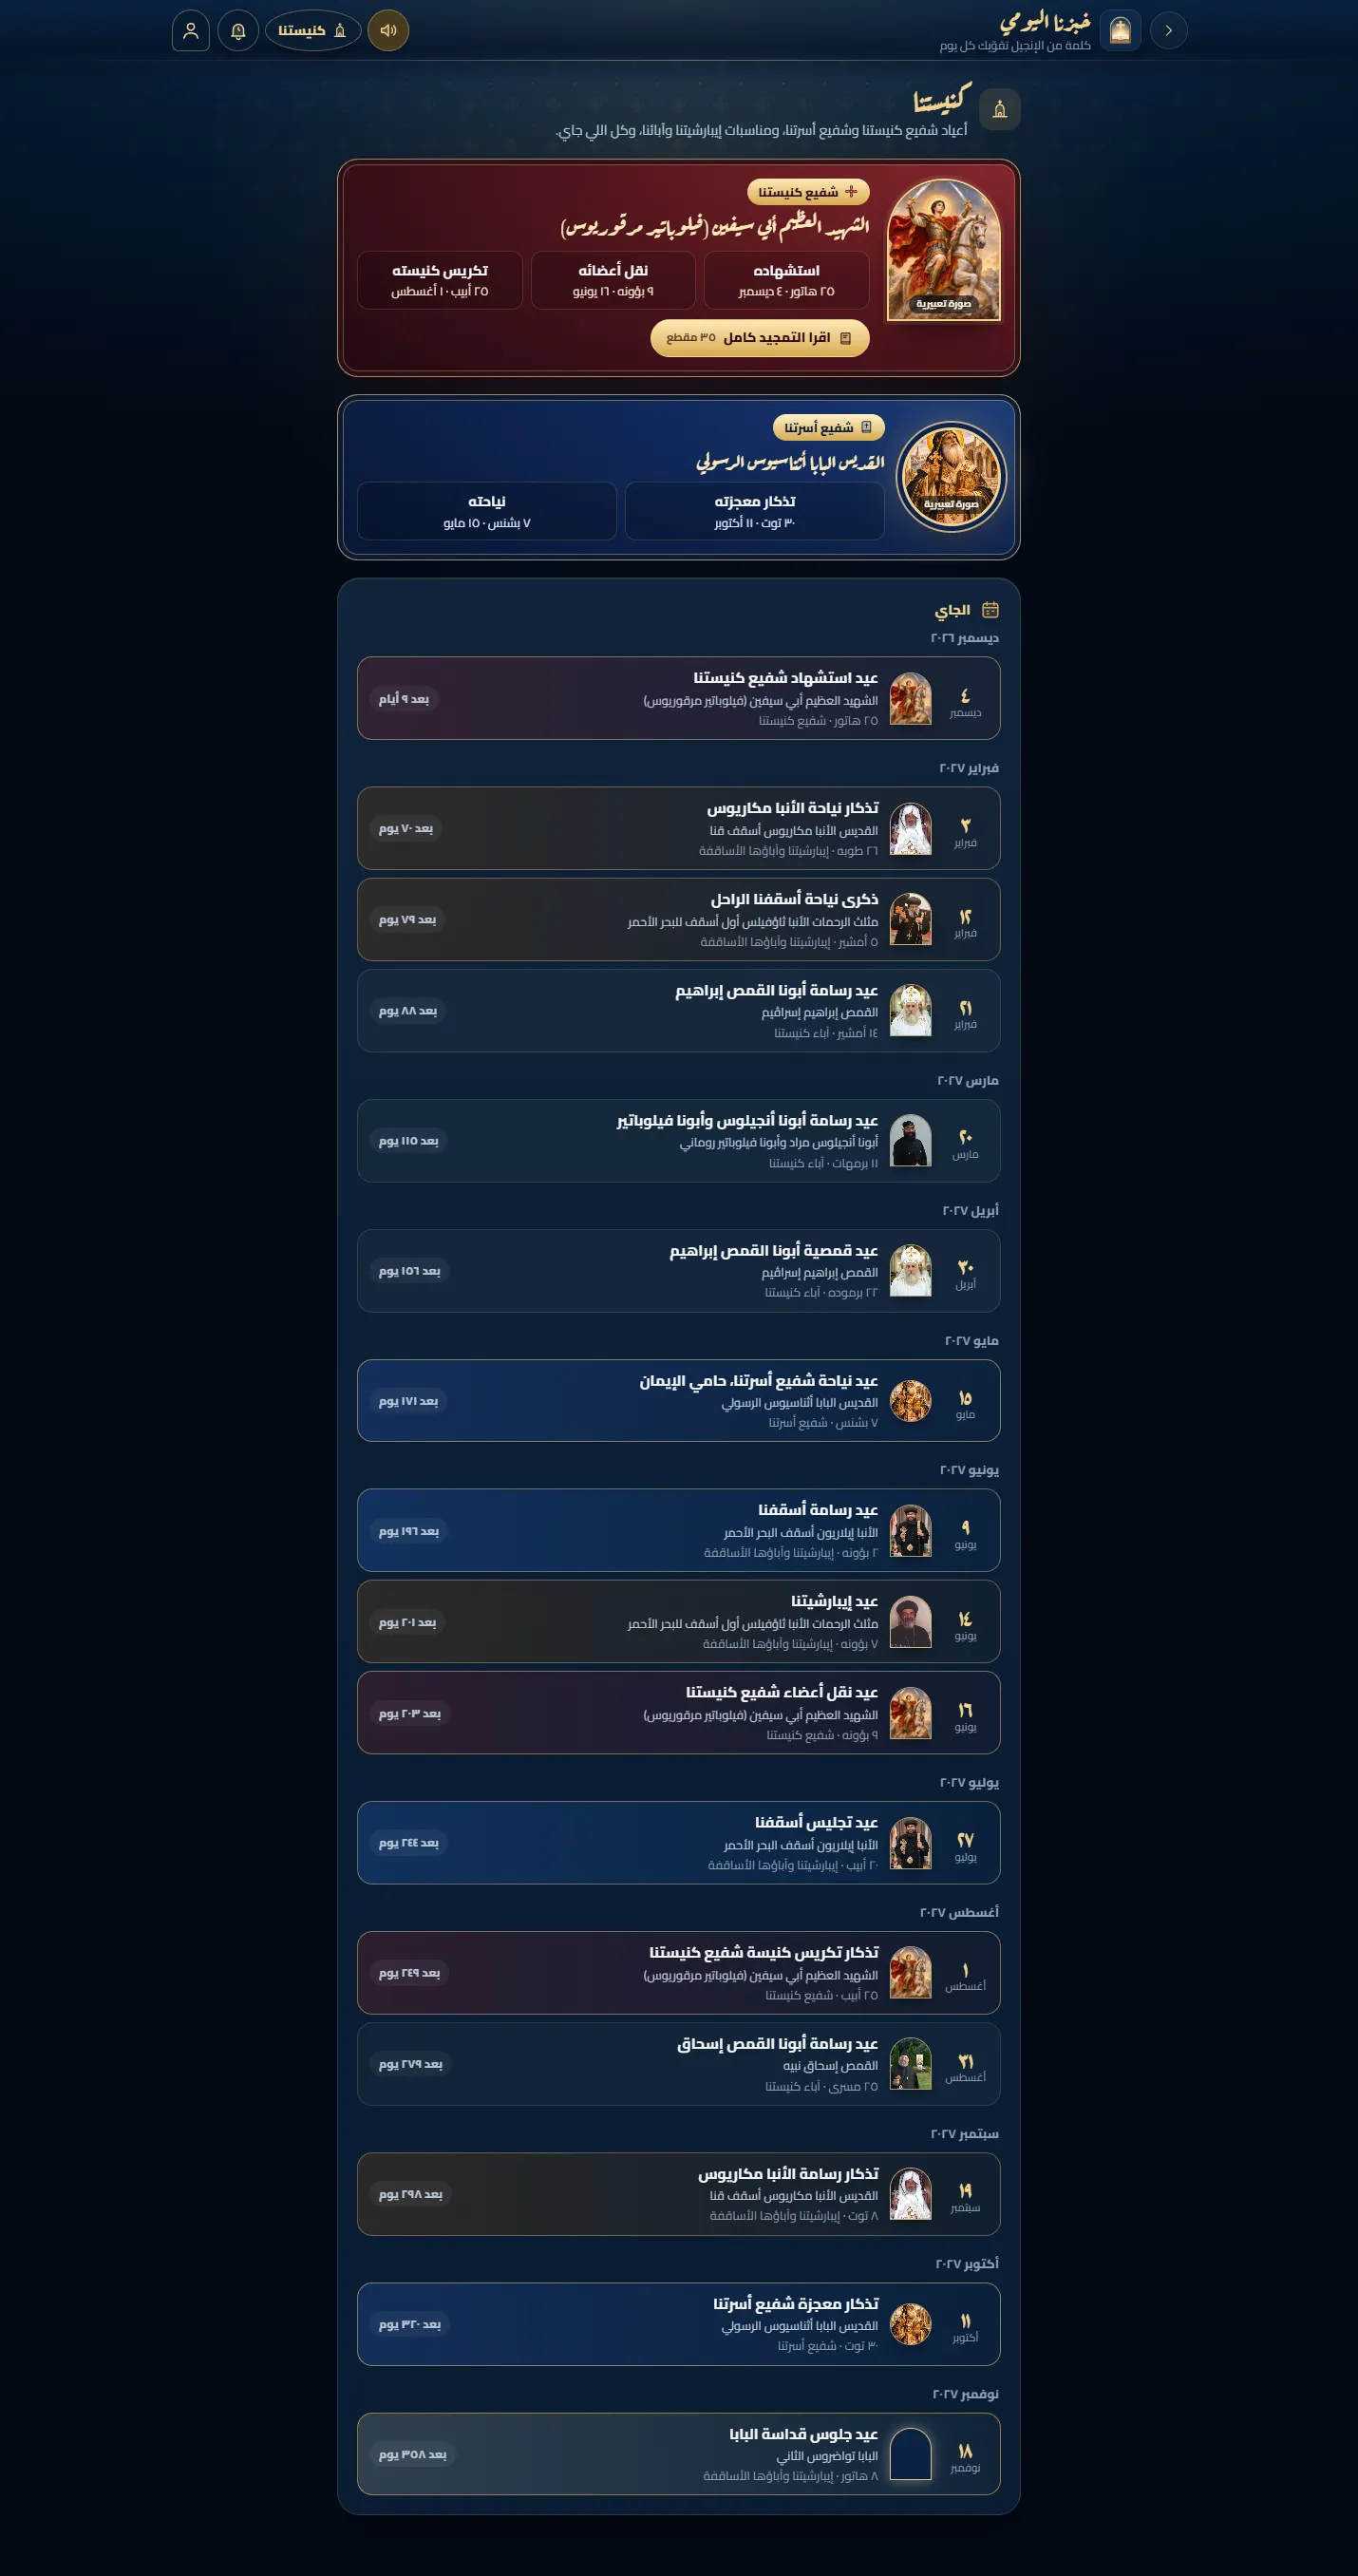 خبزنا اليومي
كلمة من الإنجيل تقوّيك كل يوم
كنيستنا
كنيستنا
أعياد شفيع كنيستنا وشفيع أسرتنا، ومناسبات إيبارشيتنا وآبائنا، وكل اللي جاي.
شفيع كنيستنا
الشهيد العظيم أبي سيفين (فيلوباتير مرقوريوس)
صورة تعبيرية
استشهاده
٢٥ هاتور · ٤ ديسمبر
نقل أعضائه
٩ بؤونه · ١٦ يونيو
تكريس كنيسته
٢٥ أبيب · ١ أغسطس
اقرا التمجيد كامل ٣٥ مقطع
شفيع أسرتنا
القديس البابا أثناسيوس الرسولي
صورة تعبيرية
تذكار معجزته
٣٠ توت · ١١ أكتوبر
نياحته
٧ بشنس · ١٥ مايو
الجاي
ديسمبر ٢٠٢٦
٤
ديسمبر
عيد استشهاد شفيع كنيستنا
الشهيد العظيم أبي سيفين (فيلوباتير مرقوريوس)
٢٥ هاتور · شفيع كنيستنا
بعد ٩ أيام
فبراير ٢٠٢٧
٣
فبراير
تذكار نياحة الأنبا مكاريوس
القديس الأنبا مكاريوس أسقف قنا
٢٦ طوبه · إيبارشيتنا وآباؤها الأساقفة
بعد ٧٠ يوم
١٢
فبراير
ذكرى نياحة أسقفنا الراحل
مثلث الرحمات الأنبا ثاؤفيلس أول أسقف للبحر الأحمر
٥ أمشير · إيبارشيتنا وآباؤها الأساقفة
بعد ٧٩ يوم
٢١
فبراير
عيد رسامة أبونا القمص إبراهيم
القمص إبراهيم إسرافيم
١٤ أمشير · آباء كنيستنا
بعد ٨٨ يوم
مارس ٢٠٢٧
٢٠
مارس
عيد رسامة أبونا أنجيلوس وأبونا فيلوباتير
أبونا أنجيلوس مراد وأبونا فيلوباتير روماني
١١ برمهات · آباء كنيستنا
بعد ١١٥ يوم
أبريل ٢٠٢٧
٣٠
أبريل
عيد قمصية أبونا القمص إبراهيم
القمص إبراهيم إسرافيم
٢٢ برموده · آباء كنيستنا
بعد ١٥٦ يوم
مايو ٢٠٢٧
١٥
مايو
عيد نياحة شفيع أسرتنا، حامي الإيمان
القديس البابا أثناسيوس الرسولي
٧ بشنس · شفيع أسرتنا
بعد ١٧١ يوم
يونيو ٢٠٢٧
٩
يونيو
عيد رسامة أسقفنا
الأنبا إيلاريون أسقف البحر الأحمر
٢ بؤونه · إيبارشيتنا وآباؤها الأساقفة
بعد ١٩٦ يوم
١٤
يونيو
عيد إيبارشيتنا
مثلث الرحمات الأنبا ثاؤفيلس أول أسقف للبحر الأحمر
٧ بؤونه · إيبارشيتنا وآباؤها الأساقفة
بعد ٢٠١ يوم
١٦
يونيو
عيد نقل أعضاء شفيع كنيستنا
الشهيد العظيم أبي سيفين (فيلوباتير مرقوريوس)
٩ بؤونه · شفيع كنيستنا
بعد ٢٠٣ يوم
يوليو ٢٠٢٧
٢٧
يوليو
عيد تجليس أسقفنا
الأنبا إيلاريون أسقف البحر الأحمر
٢٠ أبيب · إيبارشيتنا وآباؤها الأساقفة
بعد ٢٤٤ يوم
أغسطس ٢٠٢٧
١
أغسطس
تذكار تكريس كنيسة شفيع كنيستنا
الشهيد العظيم أبي سيفين (فيلوباتير مرقوريوس)
٢٥ أبيب · شفيع كنيستنا
بعد ٢٤٩ يوم
٣١
أغسطس
عيد رسامة أبونا القمص إسحاق
القمص إسحاق نبيه
٢٥ مسرى · آباء كنيستنا
بعد ٢٧٩ يوم
سبتمبر ٢٠٢٧
١٩
سبتمبر
تذكار رسامة الأنبا مكاريوس
القديس الأنبا مكاريوس أسقف قنا
٨ توت · إيبارشيتنا وآباؤها الأساقفة
بعد ٢٩٨ يوم
أكتوبر ٢٠٢٧
١١
أكتوبر
تذكار معجزة شفيع أسرتنا
القديس البابا أثناسيوس الرسولي
٣٠ توت · شفيع أسرتنا
بعد ٣٢٠ يوم
نوفمبر ٢٠٢٧
١٨
نوفمبر
عيد جلوس قداسة البابا
البابا تواضروس الثاني
٨ هاتور · إيبارشيتنا وآباؤها الأساقفة
بعد ٣٥٨ يوم